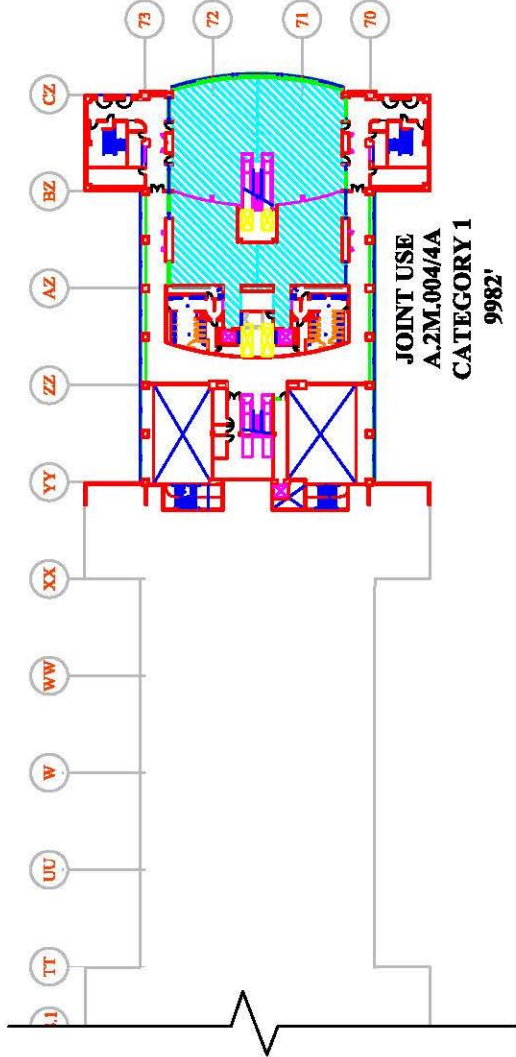 73
72
71
70
CZ
BZ
AZ
ZZ
YY
XX
WW
W
UU
TT
JOINT USE
A.2M.004/4A
CATEGORY 1
9982'